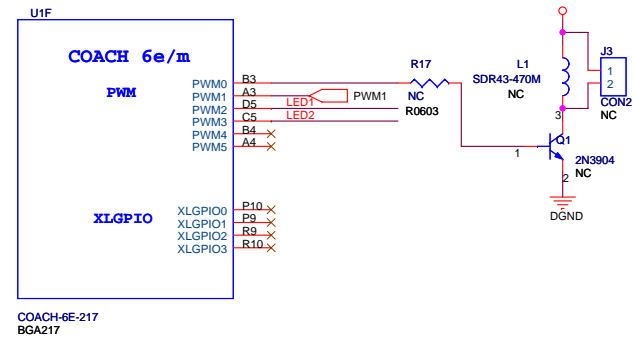 U1F
COACH 6e/m
PWM
PWM0 B3
PWM1 A3
PWM2 D5 LED1
PWM3 C5 LED2
PWM4 B4
PWM5 A4
PWM1
R17
NC
R0603
L1
SDR43-470M
NC
J3
1
2
CON2
NC
3
Q1
1
2N3904
NC
2
DGND
XLGPIO
XLGPIO0 P10
XLGPIO1 P9
XLGPIO2 R9
XLGPIO3 R10
COACH-6E-217
BGA217